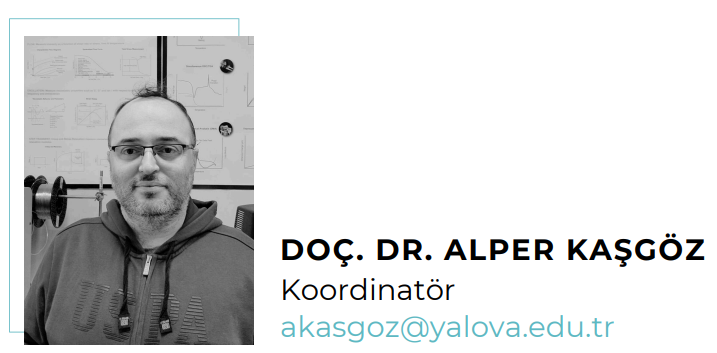 DOÇ. DR. ALPER KAŞGÖZ
Koordinatör
akasgoz@yalova.edu.tr